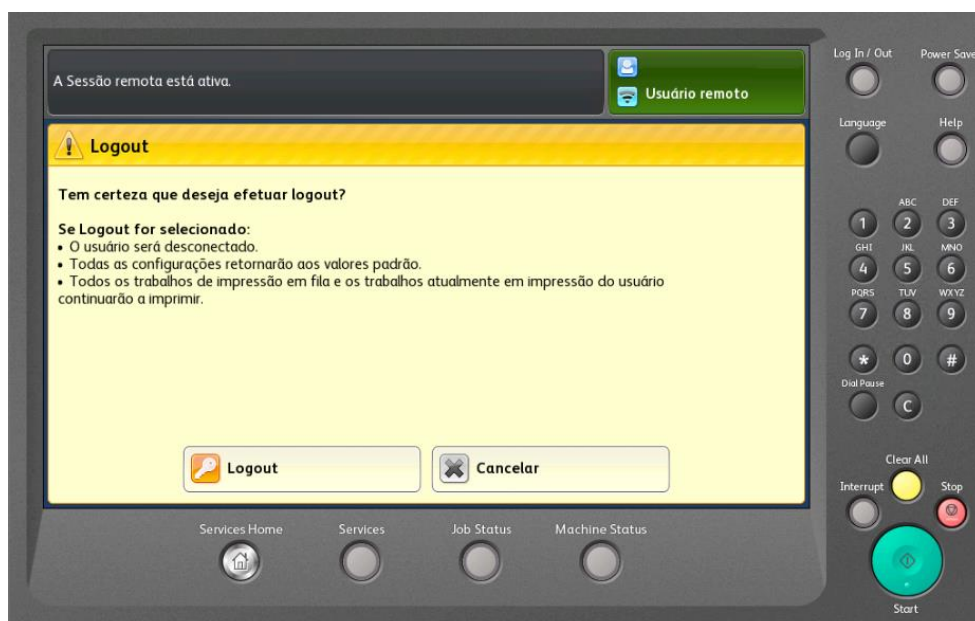 Log In / Out
Power Save
A Sessão remota está ativa.
Usuário remoto
Language
Help
Logout
Tem certeza que deseja efetuar logout?
Se Logout for selecionado:
• O usuário será desconectado.
• Todas as configurações retornarão aos valores padrão.
• Todos os trabalhos de impressão em fila e os trabalhos atualmente em impressão do usuário
continuarão a imprimir.
Logout
Cancelar
ABC DEF
1 2 3
GHI JKL MNO
4 5 6
PQRS TUV WXYZ
7 8 9
* 0 #
Dial Pause
C
Clear All
Interrupt
Stop
Start
Services Home
Services
Job Status
Machine Status